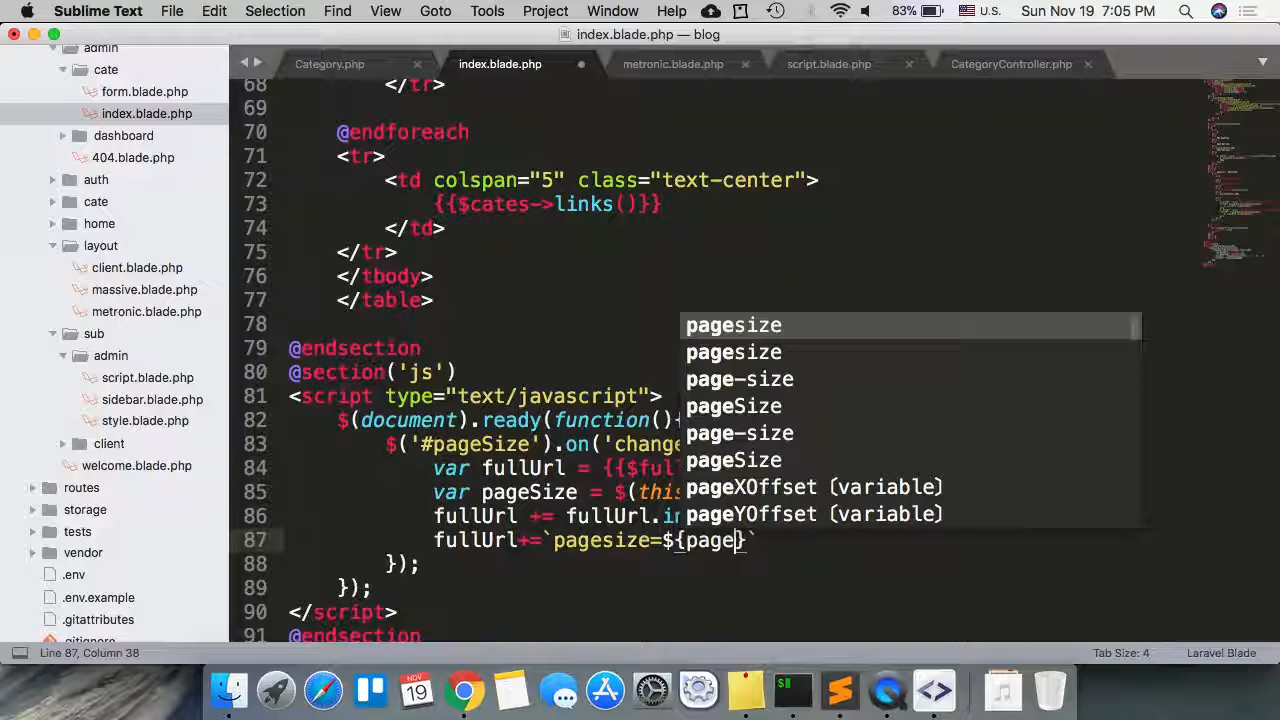 Sublime Text File Edit Selection Find View Goto Tools Project Window Help 83% U.S. Sun Nov 19 7:05 PM
index.blade.php — blog
admin
cate
form.blade.php
index.blade.php
dashboard
404.blade.php
auth
cate
home
layout
client.blade.php
massive.blade.php
metronic.blade.php
sub
admin
script.blade.php
sidebar.blade.php
style.blade.php
client
welcome.blade.php
routes
storage
tests
vendor
.env
.env.example
.gitattributes
.gitignore
Category.php index.blade.php metronic.blade.php script.blade.php CategoryController.php
68 </tr>
69
70 @endforeach
71 <tr>
72 <td colspan="5" class="text-center">
73 {{$cates->links()}}
74 </td>
75 </tr>
76 </tbody>
77 </table>
78
79 @endsection
80 @section('js')
81 <script type="text/javascript">
82 $(document).ready(function(){
83 $('#pageSize').on('change
84 var fullUrl = {{$full
85 var pageSize = $(this
86 fullUrl += fullUrl.in
87 fullUrl+=`pagesize=${page}`
88 });
89 });
90 </script>
91 @endsection
pagesize
pagesize
page-size
pageSize
page-size
pageSize
pageXOffset (variable)
pageYOffset (variable)
Line 87, Column 38 Tab Size: 4 Laravel Blade
NOV
19